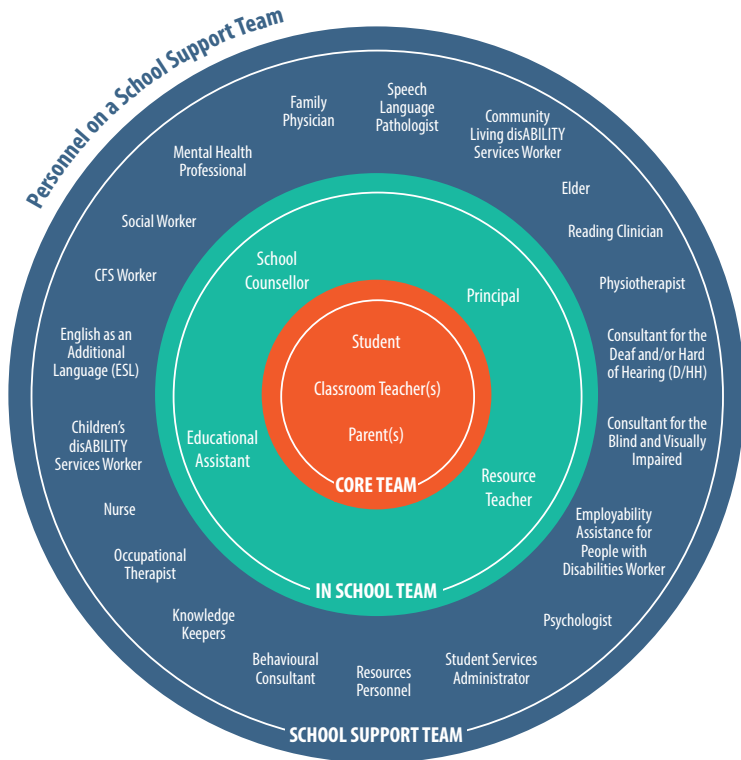 Personnel on a School Support Team
Speech
Language
Pathologist
Family
Physician
Community
Living disABILITY
Services Worker
Mental Health
Professional
Elder
Social Worker
Reading Clinician
CFS Worker
Physiotherapist
English as an
Additional
Language (ESL)
Consultant for the
Deaf and/or Hard
of Hearing (D/HH)
Children's
disABILITY
Services Worker
Consultant for the
Blind and Visually
Impaired
Nurse
Employability
Assistance for
People with
Disabilities Worker
Occupational
Therapist
Psychologist
Knowledge
Keepers
Behavioural
Consultant
Resources
Personnel
Student Services
Administrator
SCHOOL SUPPORT TEAM
School
Counsellor
Principal
Educational
Assistant
Resource
Teacher
IN SCHOOL TEAM
Student
Classroom Teacher(s)
Parent(s)
CORE TEAM